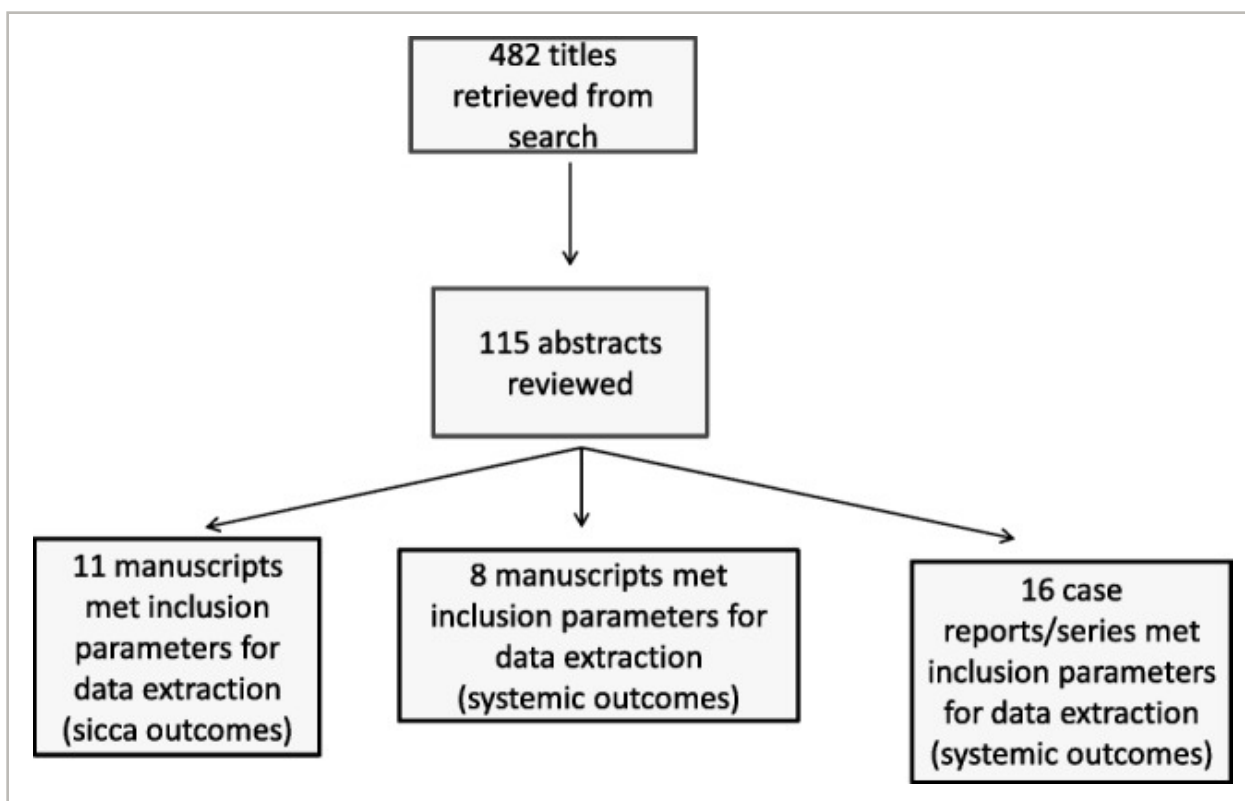 482 titles
retrieved from
search
115 abstracts
reviewed
11 manuscripts
met inclusion
parameters for
data extraction
(sicca outcomes)
8 manuscripts met
inclusion parameters for
data extraction
(systemic outcomes)
16 case
reports/series met
inclusion parameters
for data extraction
(systemic outcomes)